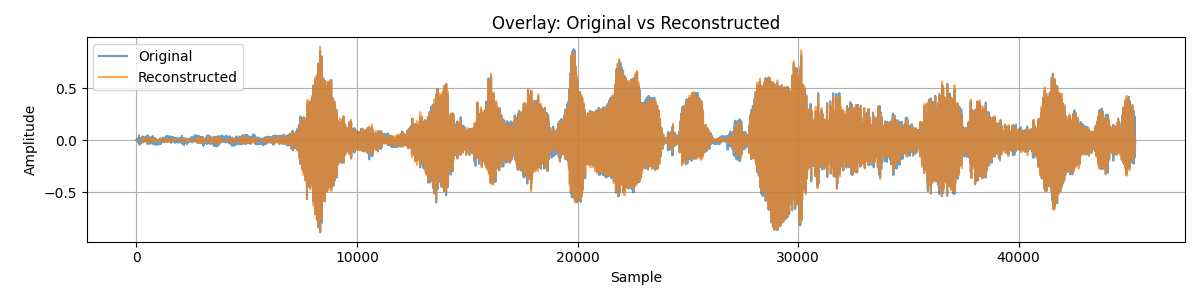 Overlay: Original vs Reconstructed
Original
Reconstructed
Amplitude
0.5
0.0
−0.5
0 10000 20000 30000 40000
Sample